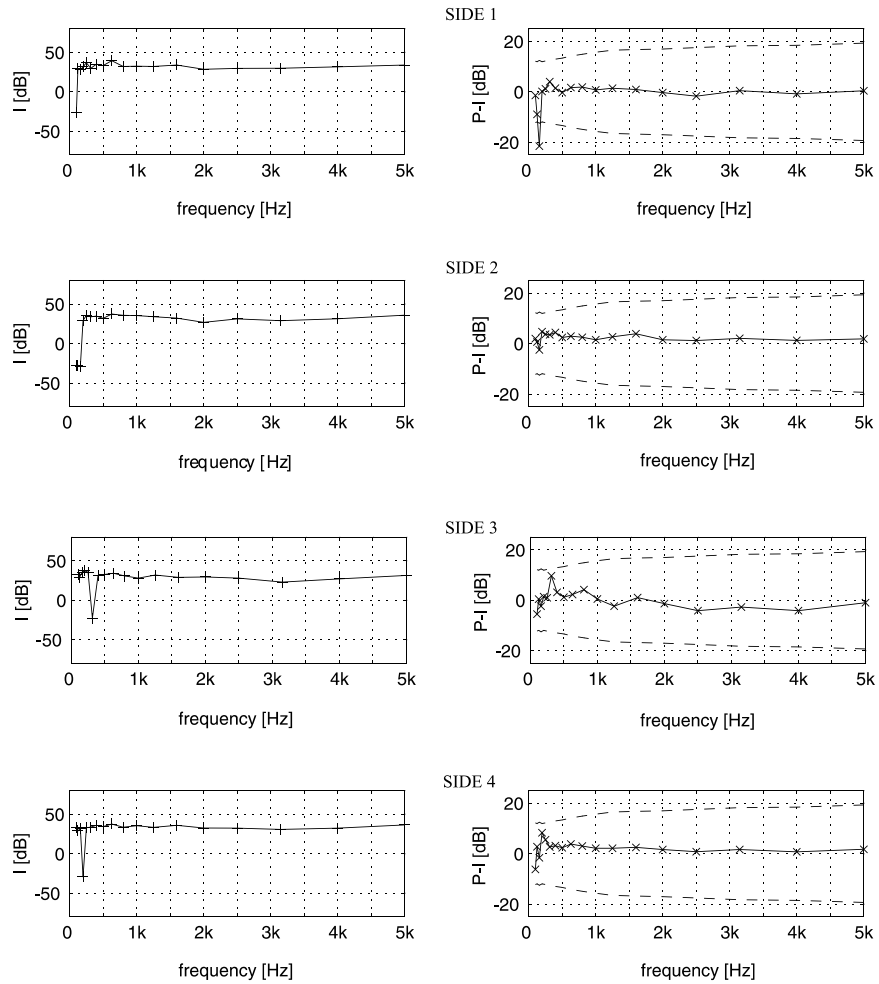 SIDE 1
50
0
-50
I [dB]
0 1k 2k 3k 4k 5k
frequency [Hz]
20
0
-20
P-I [dB]
0 1k 2k 3k 4k 5k
frequency [Hz]
SIDE 2
50
0
-50
I [dB]
0 1k 2k 3k 4k 5k
frequency [Hz]
20
0
-20
P-I [dB]
0 1k 2k 3k 4k 5k
frequency [Hz]
SIDE 3
50
0
-50
I [dB]
0 1k 2k 3k 4k 5k
frequency [Hz]
20
0
-20
P-I [dB]
0 1k 2k 3k 4k 5k
frequency [Hz]
SIDE 4
50
0
-50
I [dB]
0 1k 2k 3k 4k 5k
frequency [Hz]
20
0
-20
P-I [dB]
0 1k 2k 3k 4k 5k
frequency [Hz]